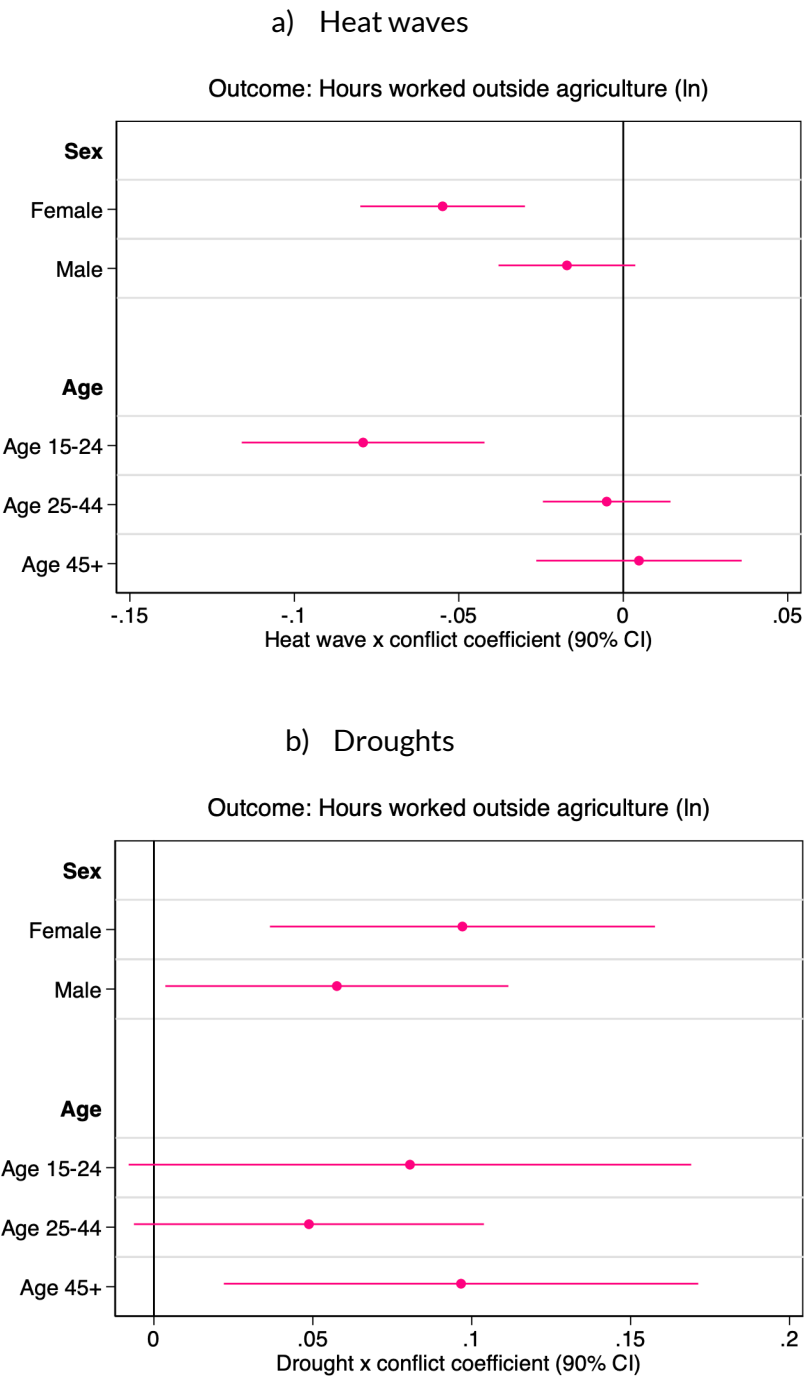 a) Heat waves
Outcome: Hours worked outside agriculture (ln)
Sex
Female
Male
Age
Age 15-24
Age 25-44
Age 45+
-.15 -.1 -.05 0 .05
Heat wave x conflict coefficient (90% CI)
b) Droughts
Outcome: Hours worked outside agriculture (ln)
Sex
Female
Male
Age
Age 15-24
Age 25-44
Age 45+
0 .05 .1 .15 .2
Drought x conflict coefficient (90% CI)